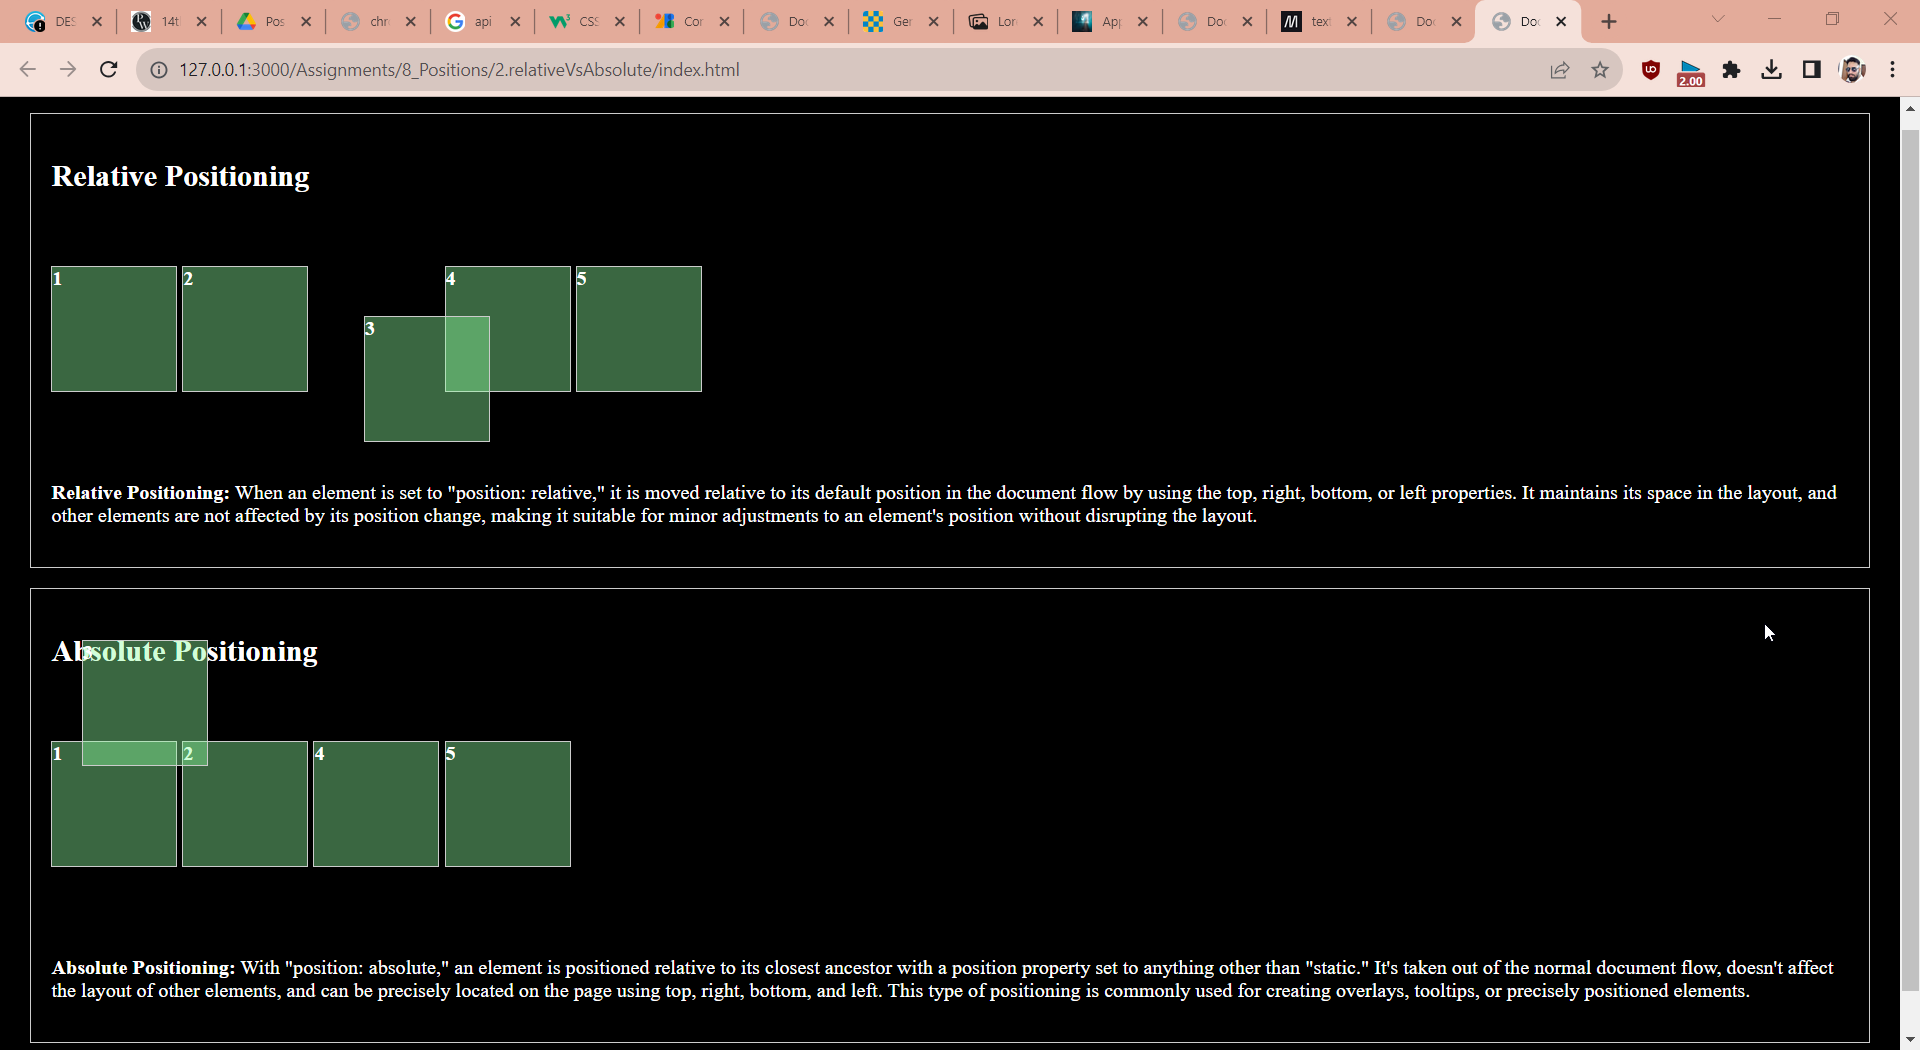 DES
14t
Pos
chr
api
CSS
Cor
Doc
Ger
Lor
App
Doc
text
Doc
Doc
127.0.0.1:3000/Assignments/8_Positions/2.relativeVsAbsolute/index.html
2.00
Relative Positioning
1
2
4
5
3
Relative Positioning: When an element is set to "position: relative," it is moved relative to its default position in the document flow by using the top, right, bottom, or left properties. It maintains its space in the layout, and
other elements are not affected by its position change, making it suitable for minor adjustments to an element's position without disrupting the layout.
Absolute Positioning
3
1
2
4
5
Absolute Positioning: With "position: absolute," an element is positioned relative to its closest ancestor with a position property set to anything other than "static." It's taken out of the normal document flow, doesn't affect
the layout of other elements, and can be precisely located on the page using top, right, bottom, and left. This type of positioning is commonly used for creating overlays, tooltips, or precisely positioned elements.